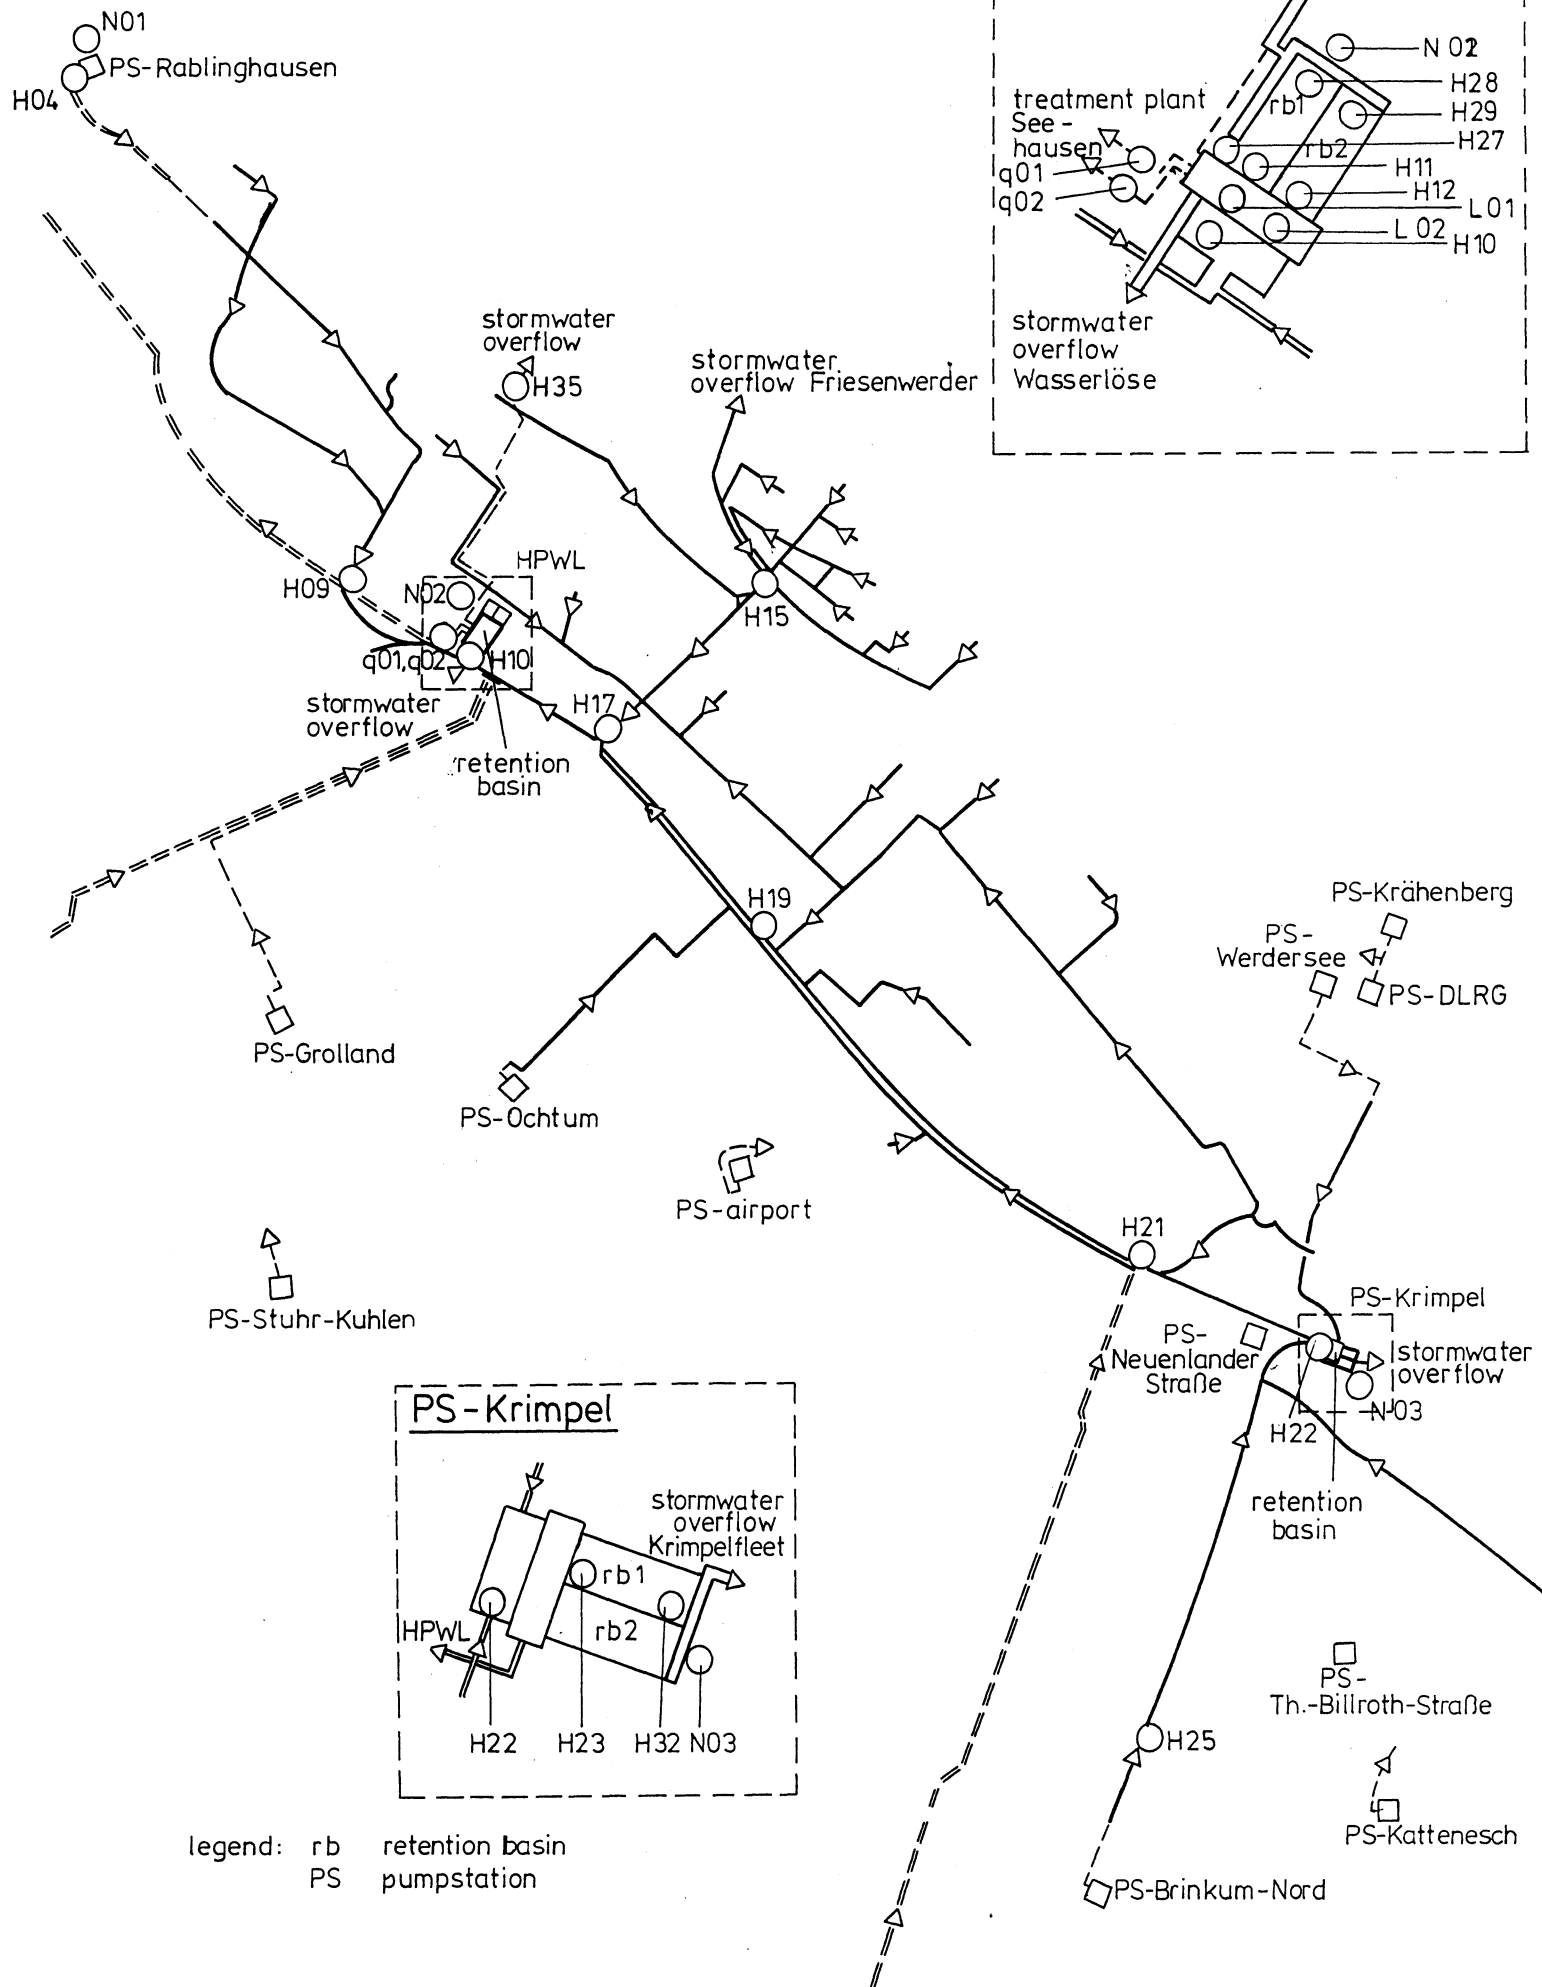 N01
PS-Rablinghausen
H04
N 02
H28
rb1
H29
treatment plant
See-
hausen
rb2
H27
q01
H11
q02
H12
L01
L 02
H10
stormwater
overflow
Wasserlöse
stormwater
overflow
H35
stormwater
overflow Friesenwerder
HPWL
H09
N02
H15
q01,q02
H10
stormwater
overflow
H17
retention
basin
H19
PS-Krähenberg
PS-
Werdersee
PS-DLRG
PS-Grolland
PS-Ochtum
PS-airport
H21
PS-Stuhr-Kuhlen
PS-Krimpel
PS-
Neuenlander
Straße
stormwater
overflow
N03
H22
retention
basin
PS-Krimpel
stormwater
overflow
Krimpelfleet
rb1
HPWL
rb2
H22
H23
H32
N03
PS-
Th.-Billroth-Straße
H25
PS-Kattenesch
PS-Brinkum-Nord
legend: rb retention basin
PS pumpstation